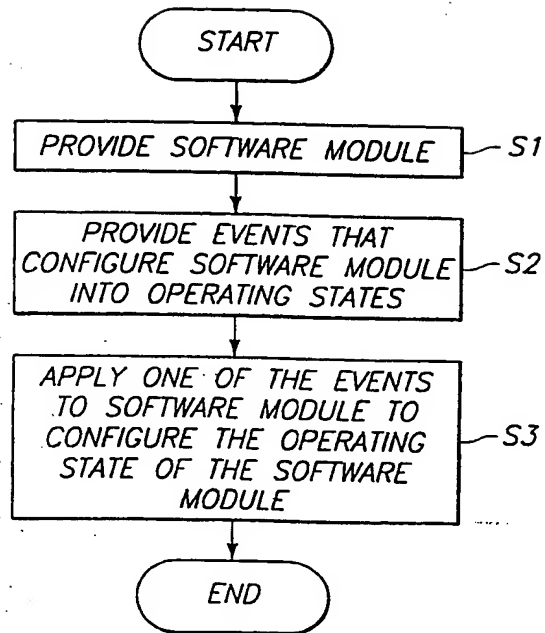 START
PROVIDE SOFTWARE MODULE
S1
PROVIDE EVENTS THAT
CONFIGURE SOFTWARE MODULE
INTO OPERATING STATES
S2
APPLY ONE OF THE EVENTS
TO SOFTWARE MODULE TO
CONFIGURE THE OPERATING
STATE OF THE SOFTWARE
MODULE
S3
END